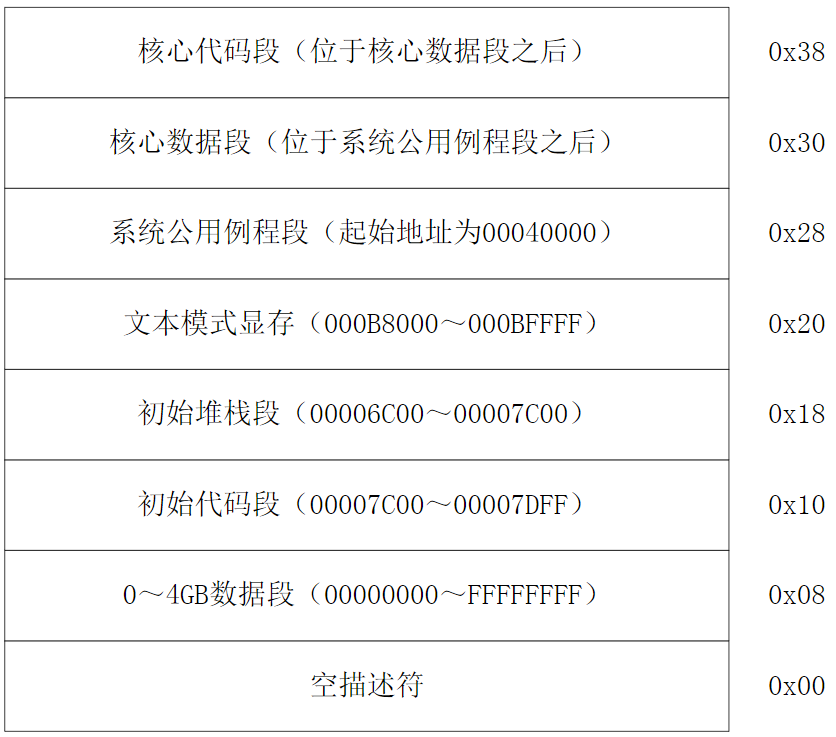 核心代码段（位于核心数据段之后） 0x38
核心数据段（位于系统公用例程段之后） 0x30
系统公用例程段（起始地址为00040000） 0x28
文本模式显存（000B8000～000BFFFF） 0x20
初始堆栈段（00006C00～00007C00） 0x18
初始代码段（00007C00～00007DFF） 0x10
0～4GB数据段（00000000～FFFFFFFF） 0x08
空描述符 0x00